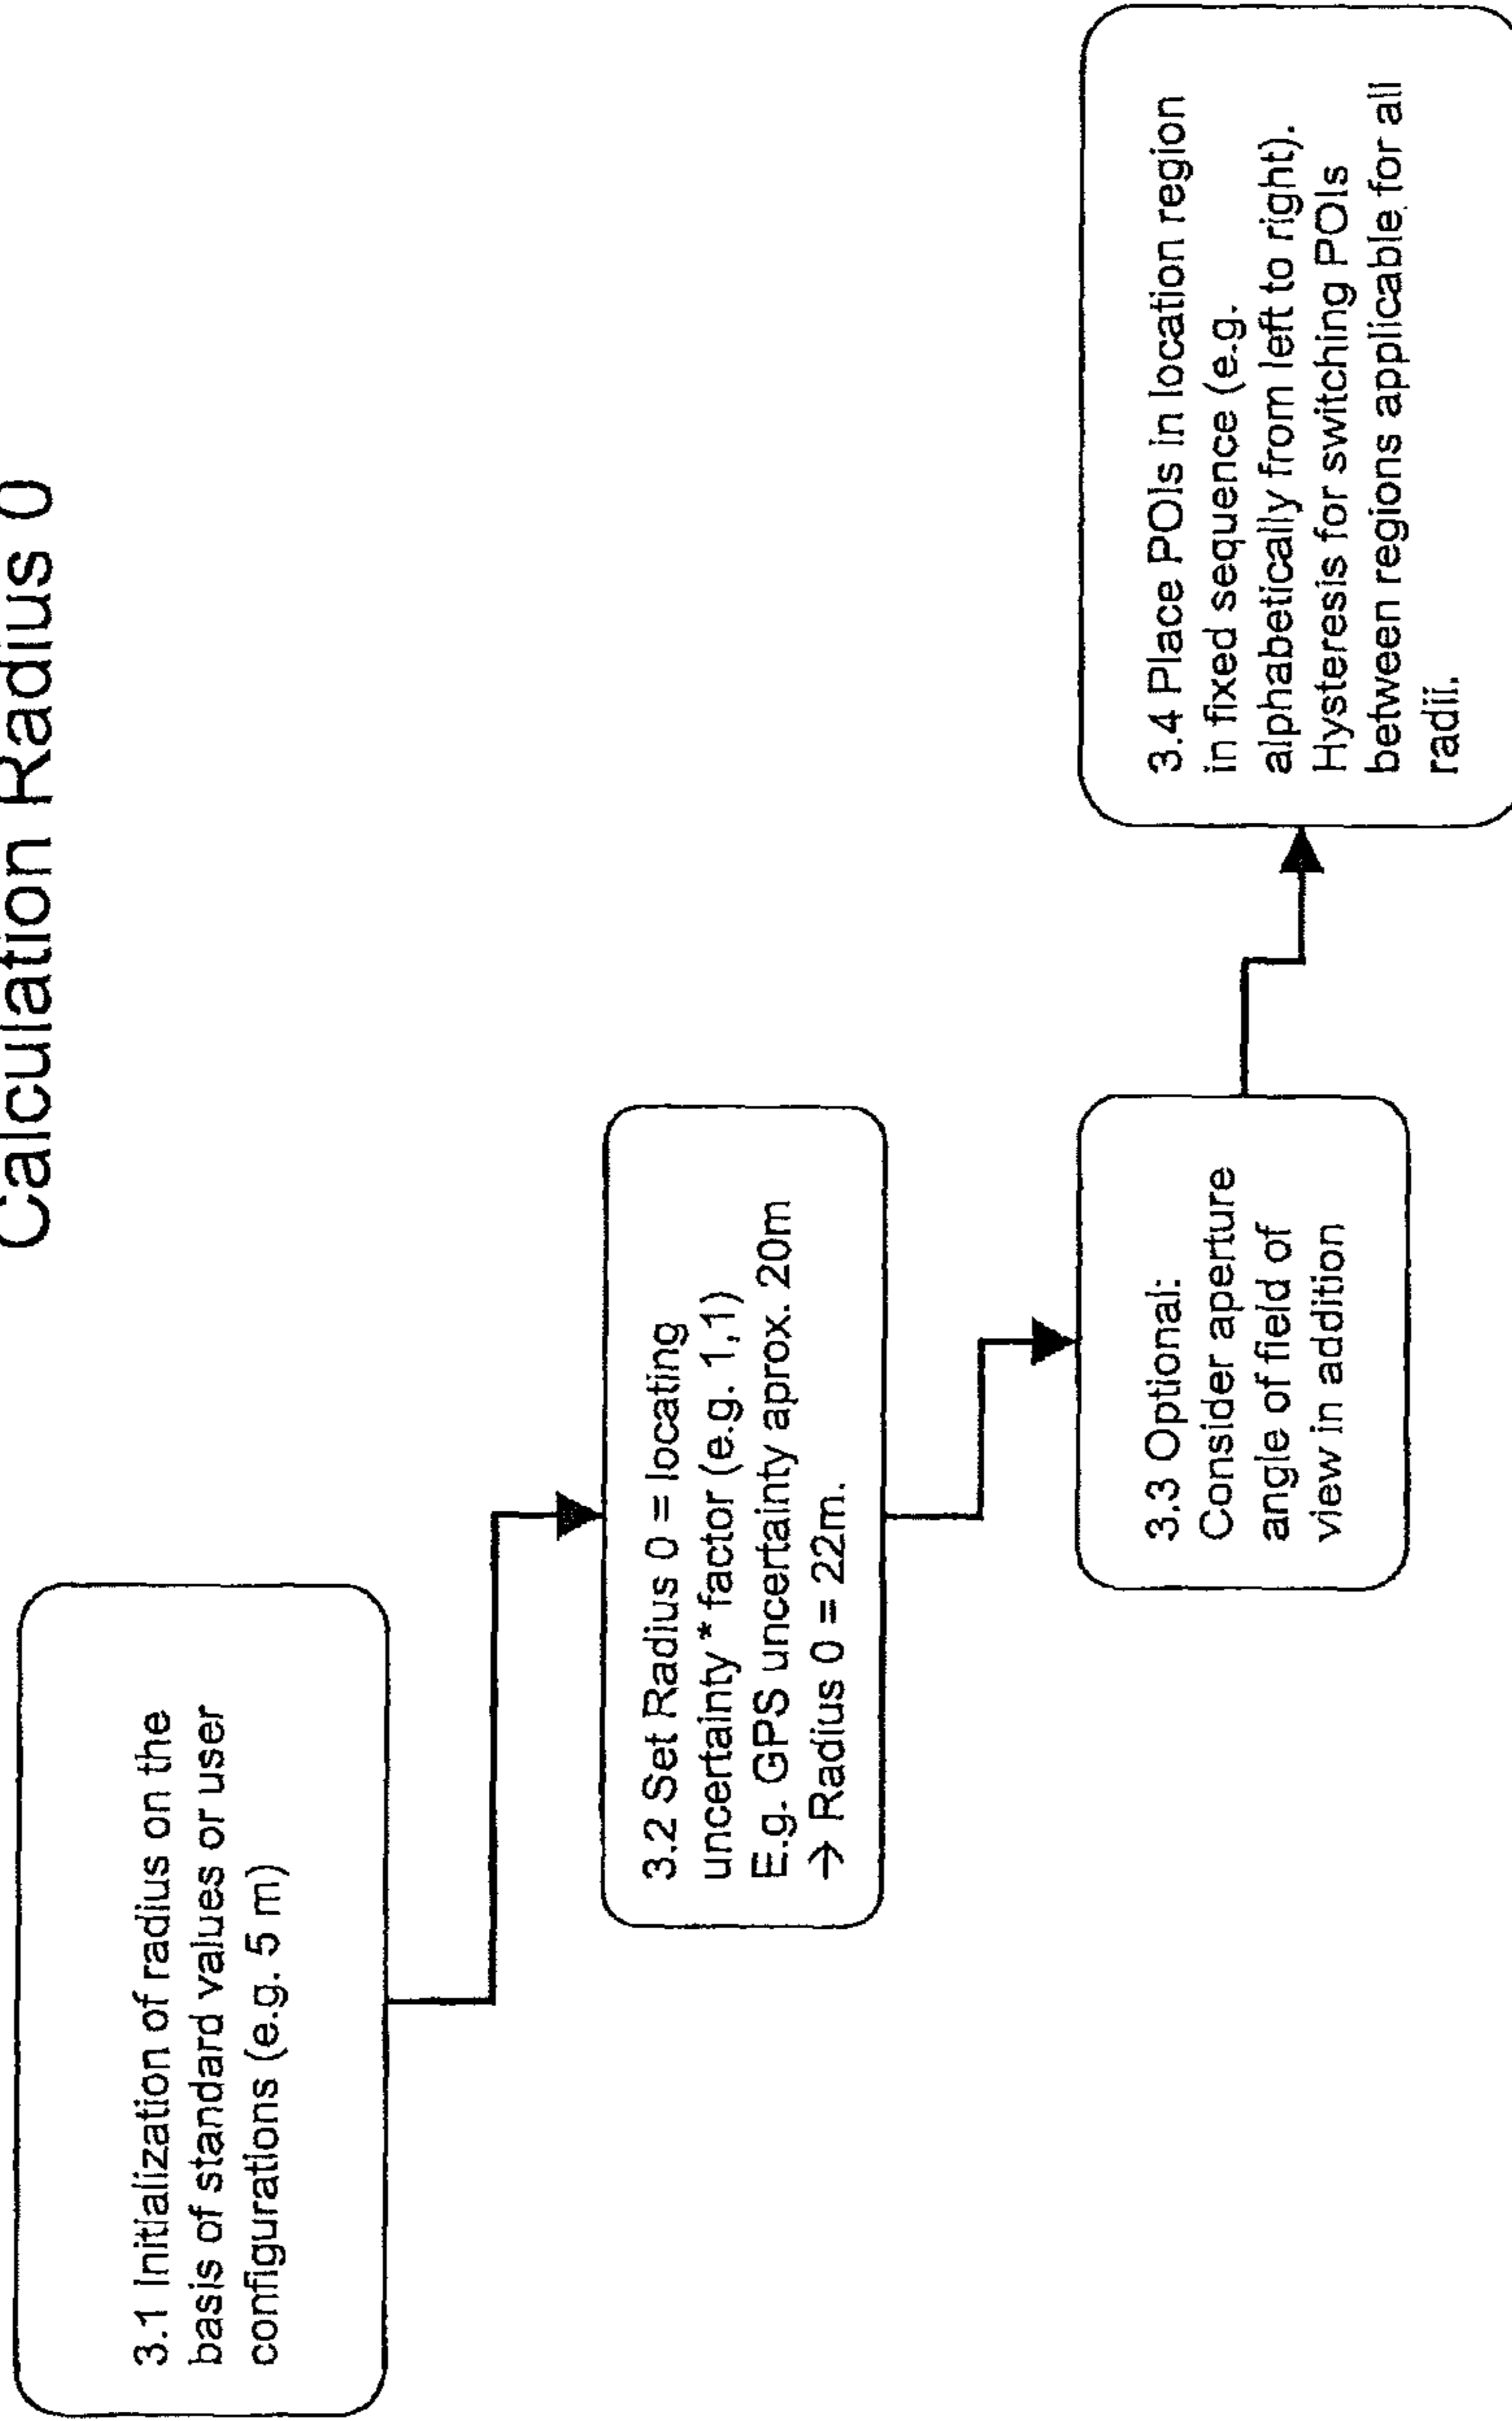 Calculation Radius 0
3.1 Initialization of radius on the
basis of standard values or user
configurations (e.g. 5 m)
3.2 Set Radius 0 = locating
uncertainty * factor (e.g. 1,1)
E.g. GPS uncertainty aprox. 20m
→ Radius 0 = 22m.
3.3 Optional:
Consider aperture
angle of field of
view in addition
3.4 Place POIs in location region
in fixed sequence (e.g.
alphabetically from left to right).
Hysteresis for switching POIs
between regions applicable for all
radii.